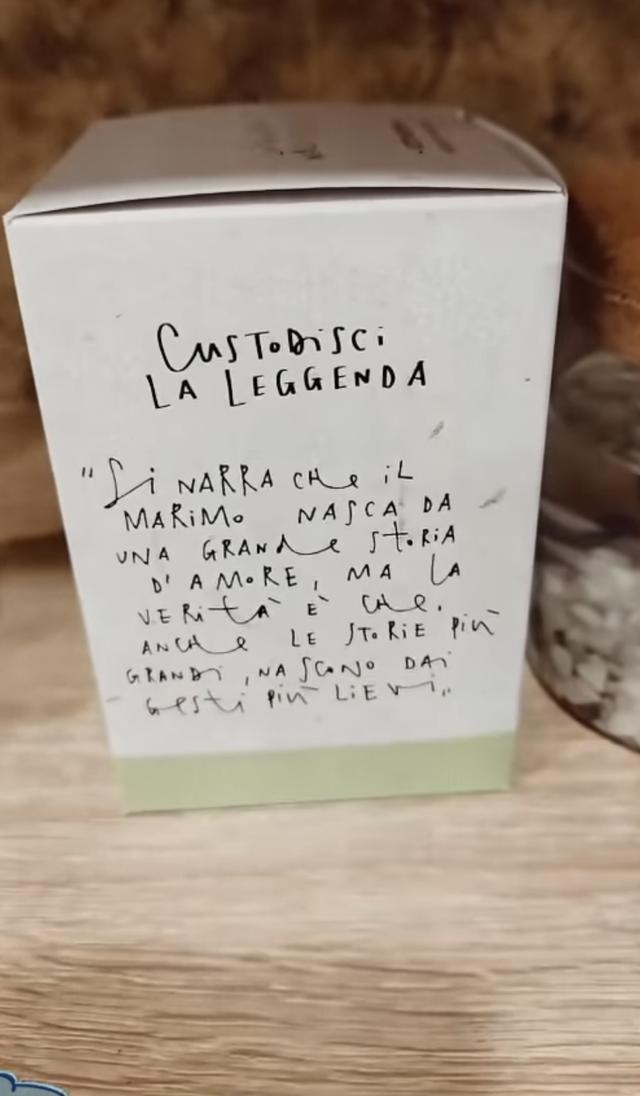 CUSTODISCI
LA LEGGENDA
"Si NARRA CHe iL
MARiMo NASCA DA
UNA GRANde StoRiA
D'AMORE, MA LA
VERitA' È CHe.
ANCHe LE STORIE Più
GRANDi, NASCONO DAi
Gesti Più LiEVi„